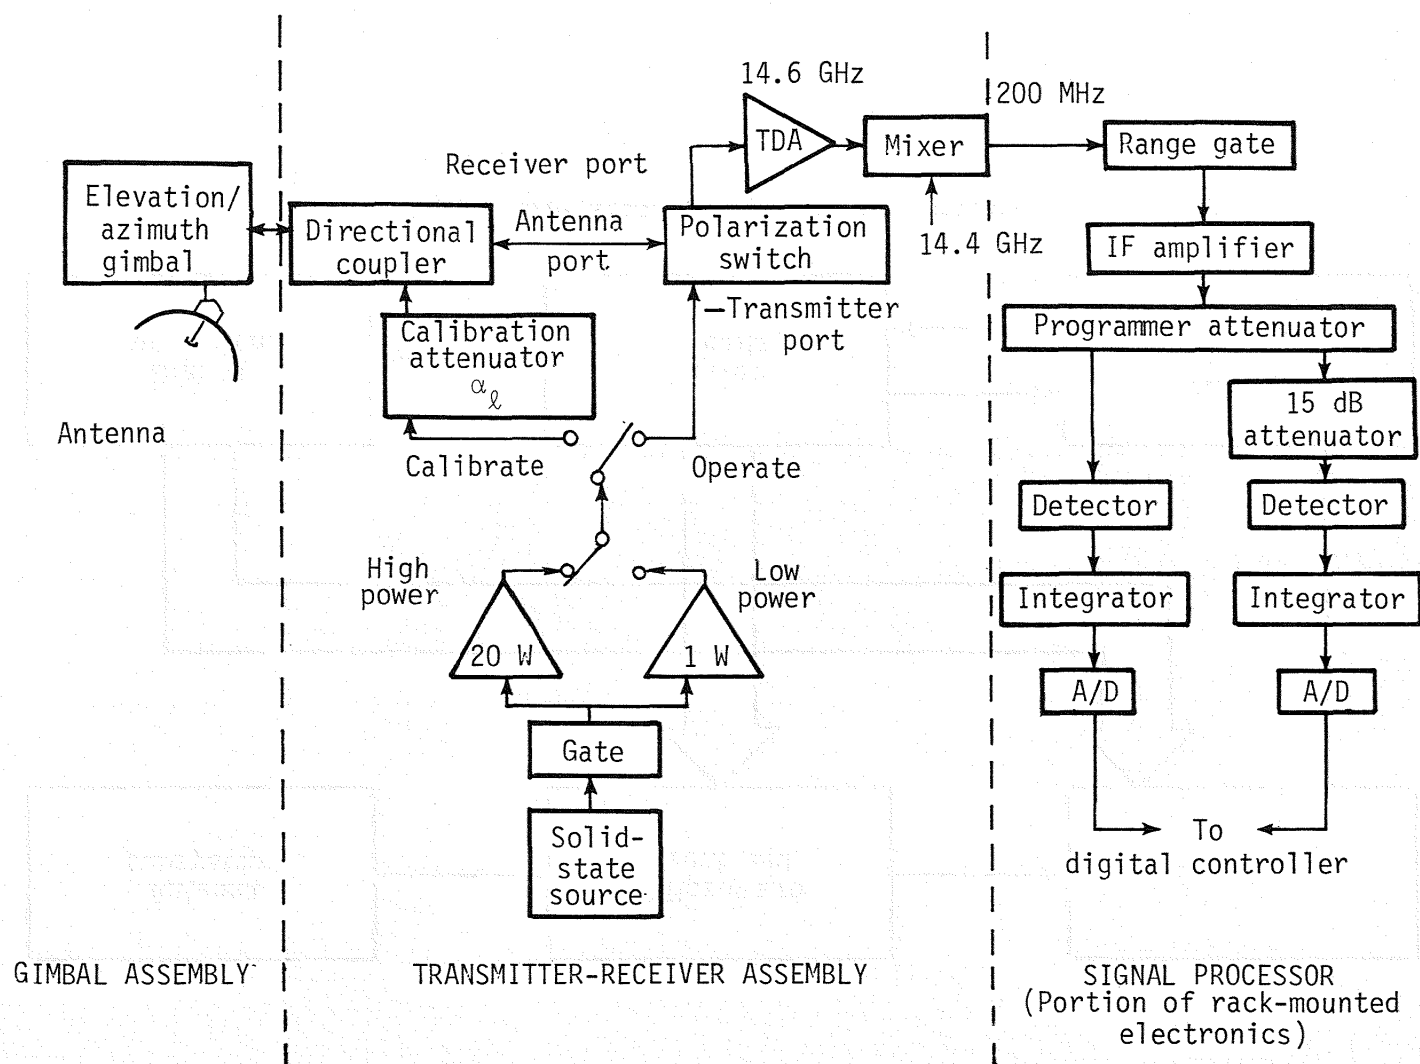 14.6 GHz
200 MHz
TDA
Mixer
Range gate
Receiver port
Elevation/
azimuth
gimbal
Directional
coupler
Antenna
port
Polarization
switch
14.4 GHz
IF amplifier
—Transmitter
port
Programmer attenuator
Calibration
attenuator
αℓ
15 dB
attenuator
Antenna
Calibrate
Operate
Detector
Detector
High
power
Low
power
Integrator
Integrator
20 W
1 W
A/D
A/D
Gate
Solid-
state
source
To
digital controller
GIMBAL ASSEMBLY
TRANSMITTER-RECEIVER ASSEMBLY
SIGNAL PROCESSOR
(Portion of rack-mounted
electronics)